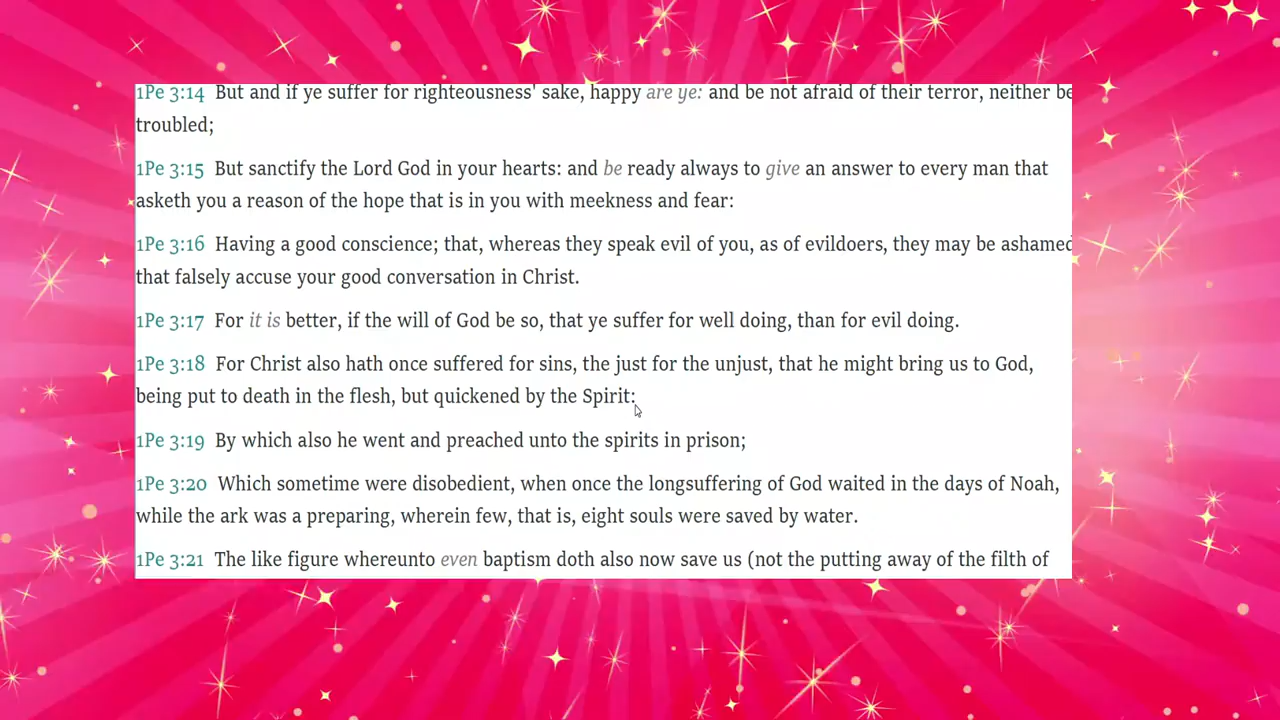 1Pe 3:14 But and if ye suffer for righteousness' sake, happy are ye: and be not afraid of their terror, neither be
troubled;
1Pe 3:15 But sanctify the Lord God in your hearts: and be ready always to give an answer to every man that
asketh you a reason of the hope that is in you with meekness and fear:
1Pe 3:16 Having a good conscience; that, whereas they speak evil of you, as of evildoers, they may be ashamed
that falsely accuse your good conversation in Christ.
1Pe 3:17 For it is better, if the will of God be so, that ye suffer for well doing, than for evil doing.
1Pe 3:18 For Christ also hath once suffered for sins, the just for the unjust, that he might bring us to God,
being put to death in the flesh, but quickened by the Spirit:
1Pe 3:19 By which also he went and preached unto the spirits in prison;
1Pe 3:20 Which sometime were disobedient, when once the longsuffering of God waited in the days of Noah,
while the ark was a preparing, wherein few, that is, eight souls were saved by water.
1Pe 3:21 The like figure whereunto even baptism doth also now save us (not the putting away of the filth of